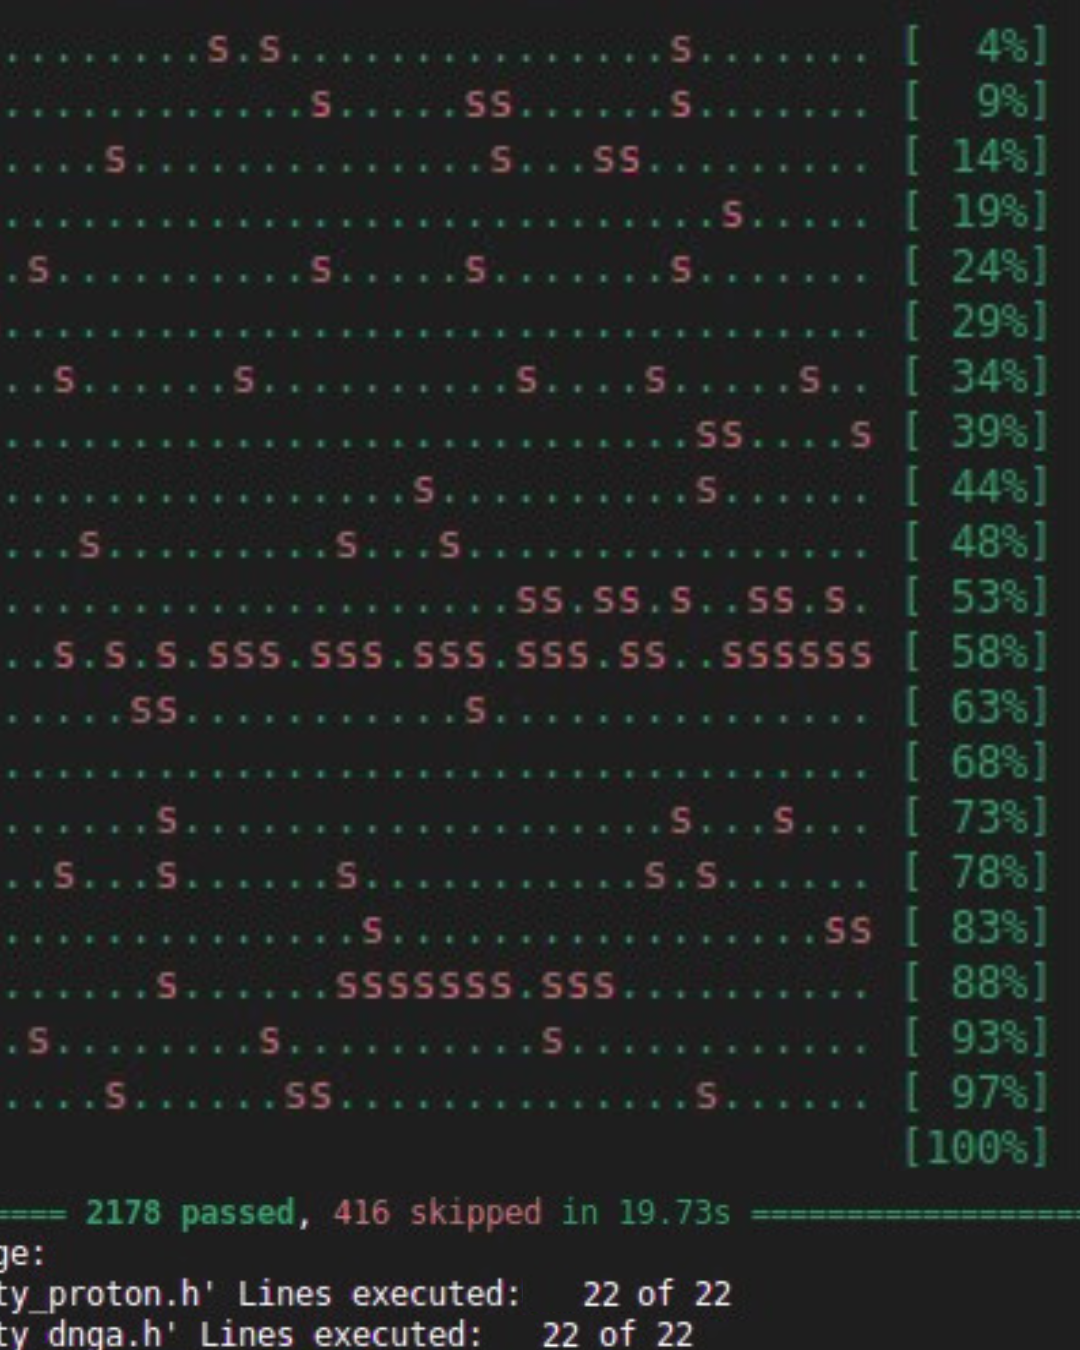 ........s.s...............s....... [  4%]
............s.....ss......s....... [  9%]
....s..............s...ss......... [ 14%]
............................s..... [ 19%]
.s..........s.....s.......s....... [ 24%]
.................................. [ 29%]
..s......s..........s....s.....s.. [ 34%]
...........................ss....s [ 39%]
................s..........s...... [ 44%]
...s.........s...s................ [ 48%]
....................ss.ss.s..ss.s. [ 53%]
..s.s.s.sss.sss.sss.sss.ss..ssssss [ 58%]
.....ss...........s............... [ 63%]
.................................. [ 68%]
......s...................s...s... [ 73%]
..s...s......s...........s.s...... [ 78%]
..............s.................ss [ 83%]
......s......sssssss.sss.......... [ 88%]
.s........s..........s............ [ 93%]
....s......ss..............s...... [ 97%]
[100%]
==== 2178 passed, 416 skipped in 19.73s ==================
ge:
ty_proton.h' Lines executed:   22 of 22
ty_dnga.h' Lines executed:   22 of 22